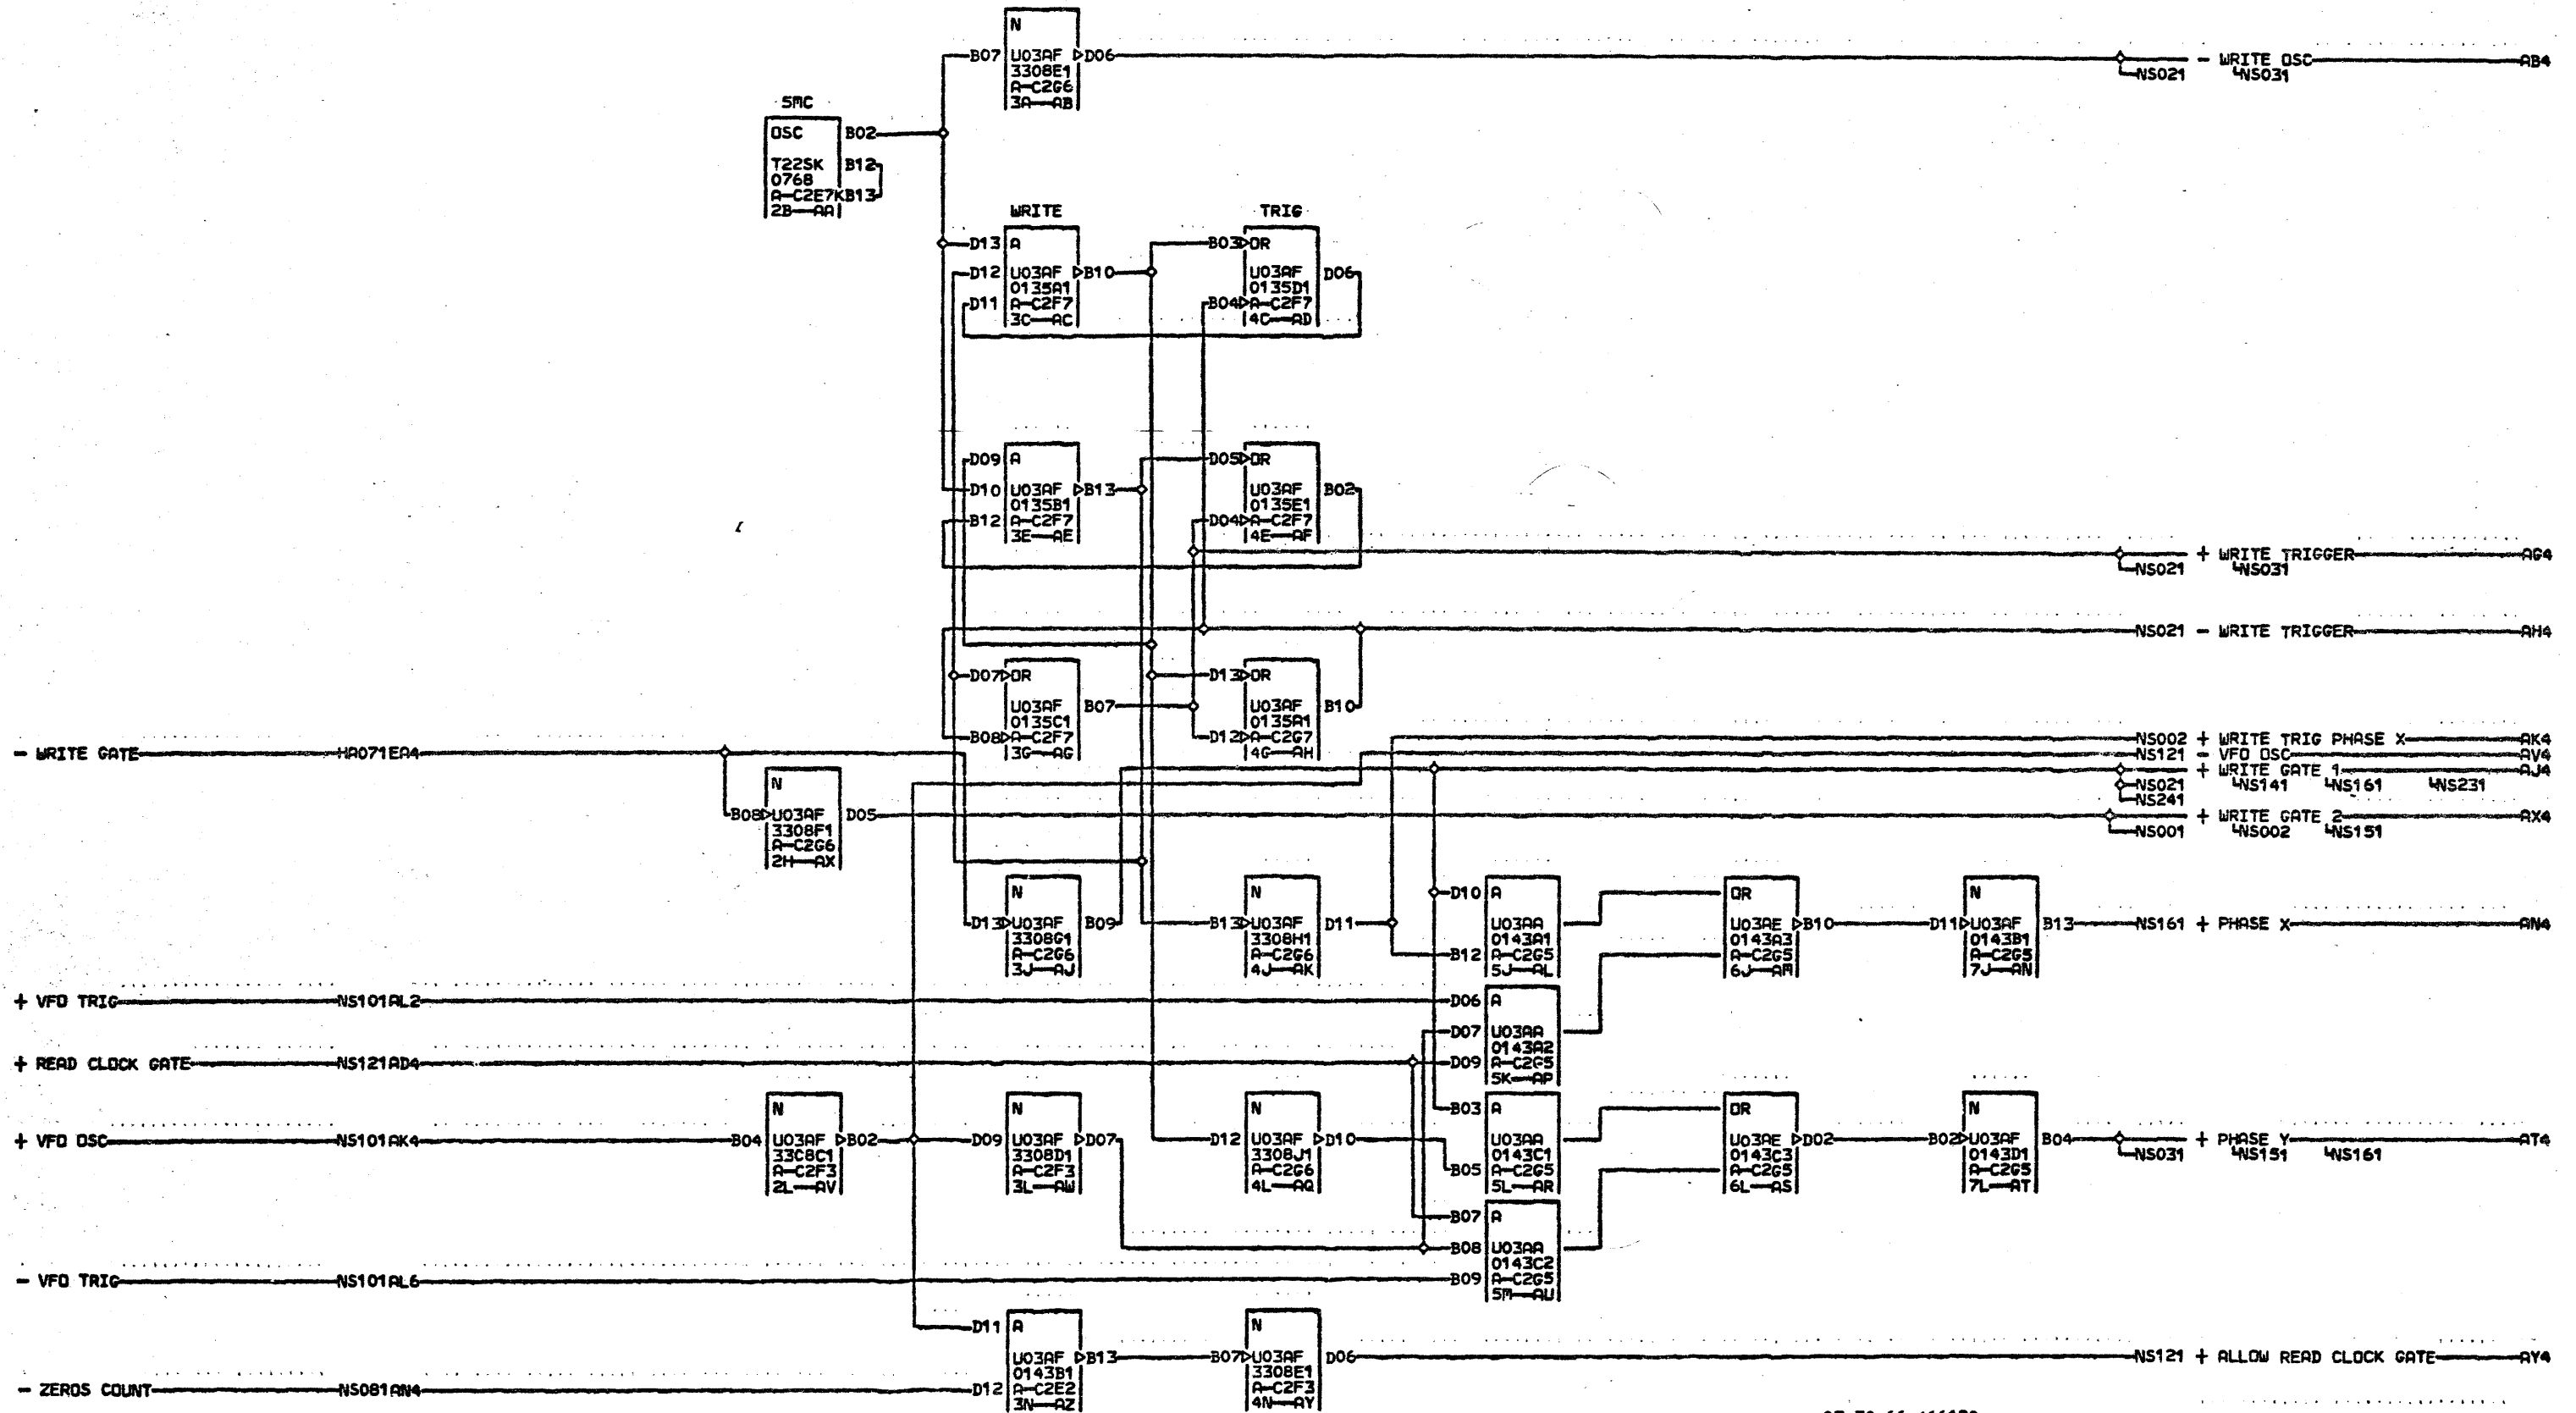 N
B07 U03AF D06
3308E1
A-C2G6
3A AB
- WRITE OSC AB4
NS021 NS031
5MC
OSC B02
T22SK B12
0768
A-C2E7K B13
2B AA
WRITE
D13 A
D12 U03AF B10
0135A1
D11 A-C2F7
3C AC
TRIG
B03 OR
U03AF D06
0135D1
B04 A-C2F7
4C AD
D09 A
D10 U03AF B13
0135B1
B12 A-C2F7
3E AE
D05 OR
U03AF B02
0135E1
D04 A-C2F7
4E AF
+ WRITE TRIGGER AG4
NS021 NS031
NS021 - WRITE TRIGGER AH4
D07 OR
U03AF B07
0135C1
B08 A-C2F7
3G AG
D13 OR
U03AF B10
0135A1
D12 A-C2G7
4G AH
- WRITE GATE HA071EA4
NS002 + WRITE TRIG PHASE X AK4
NS121 - VFO OSC AV4
+ WRITE GATE 1 AJ4
NS021 NS141 NS161 NS231
NS241
N
B08 U03AF D05
3308F1
A-C2G6
2H AX
+ WRITE GATE 2 AX4
NS001 NS002 NS151
N
D13 U03AF B09
3308G1
A-C2G6
3J AJ
N
B13 U03AF D11
3308H1
A-C2G6
4J AK
D10 A
U03AA
0143A1
B12 A-C2G5
5J AL
OR
U03AE B10
0143A3
A-C2G5
6J AM
N
D11 U03AF B13
0143B1
A-C2G5
7J AN
NS161 + PHASE X AN4
+ VFO TRIG NS101AL2
D06 A
D07 U03AA
0143A2
D09 A-C2G5
5K AP
+ READ CLOCK GATE NS121AD4
+ VFO OSC NS101AK4
N
B04 U03AF B02
33C8C1
A-C2F3
2L AV
N
D09 U03AF D07
3308D1
A-C2F3
3L AW
N
D12 U03AF D10
3308J1
A-C2G6
4L AQ
B03 A
U03AA
0143C1
B05 A-C2G5
5L AR
OR
U03AE D02
0143C3
A-C2G5
6L AS
N
B02 U03AF B04
0143D1
A-C2G5
7L AT
+ PHASE Y AT4
NS031 NS151 NS161
B07 A
B08 U03AA
0143C2
B09 A-C2G5
5M AU
- VFO TRIG NS101AL6
D11 A
U03AF B13
0143B1
D12 A-C2E2
3N AZ
N
B07 U03AF D06
3308E1
A-C2F3
4N AY
NS121 + ALLOW READ CLOCK GATE AY4
- ZEROS COUNT NS081AN4